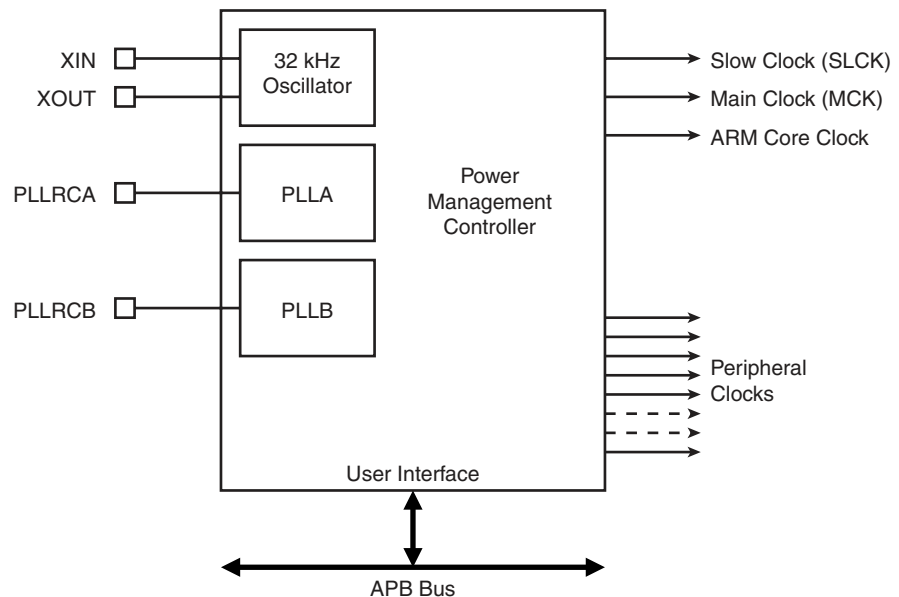 XIN
XOUT
32 kHz
Oscillator
Slow Clock (SLCK)
Main Clock (MCK)
ARM Core Clock
PLLRCA
PLLA
Power
Management
Controller
PLLRCB
PLLB
Peripheral
Clocks
User Interface
APB Bus